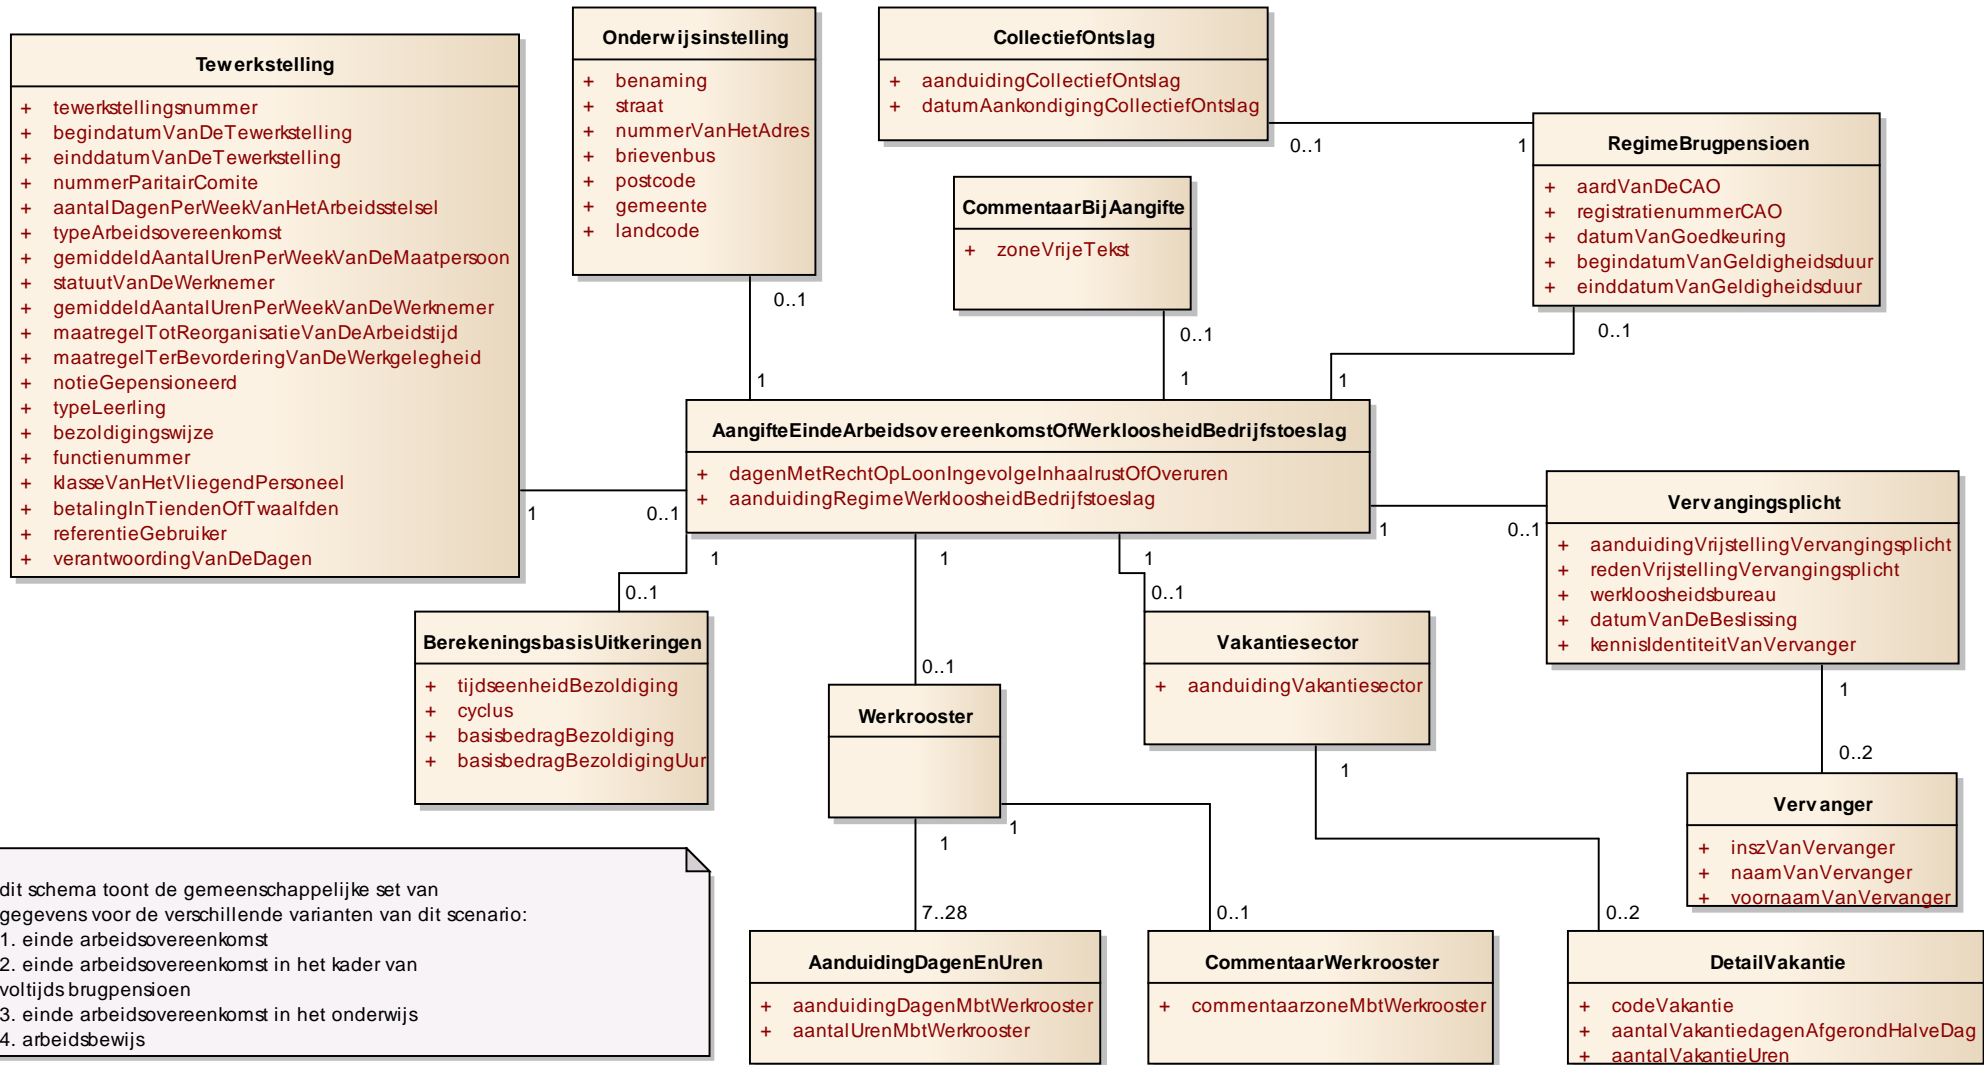 Tewerkstelling
+ tewerkstellingsnummer
+ begindatumVanDeTewerkstelling
+ einddatumVanDeTewerkstelling
+ nummerParitairComite
+ aantalDagenPerWeekVanHetArbeidsstelsel
+ typeArbeidsovereenkomst
+ gemiddeldAantalUrenPerWeekVanDeMaatpersoon
+ statuutVanDeWerknemer
+ gemiddeldAantalUrenPerWeekVanDeWerknemer
+ maatregelTotReorganisatieVanDeArbeidstijd
+ maatregelTerBevorderingVanDeWerkgelegheid
+ notieGepensioneerd
+ typeLeerling
+ bezoldigingswijze
+ functienummer
+ klasseVanHetVliegendPersoneel
+ betalingInTiendenOfTwaalfden
+ referentieGebruiker
+ verantwoordingVanDeDagen
Onderwijsinstelling
+ benaming
+ straat
+ nummerVanHetAdres
+ brievenbus
+ postcode
+ gemeente
+ landcode
0..1
1
CollectiefOntslag
+ aanduidingCollectiefOntslag
+ datumAankondigingCollectiefOntslag
0..1
1
CommentaarBijAangifte
+ zoneVrijeTekst
0..1
1
RegimeBrugpensioen
+ aardVanDeCAO
+ registratienummerCAO
+ datumVanGoedkeuring
+ begindatumVanGeldigheidsduur
+ einddatumVanGeldigheidsduur
0..1
1
AangifteEindeArbeidsovereenkomstOfWerkloosheidBedrijfstoeslag
+ dagenMetRechtOpLoonIngevolgeInhaalrustOfOveruren
+ aanduidingRegimeWerkloosheidBedrijfstoeslag
1
0..1
1
0..1
Vervangingsplicht
+ aanduidingVrijstellingVervangingsplicht
+ redenVrijstellingVervangingsplicht
+ werkloosheidsbureau
+ datumVanDeBeslissing
+ kennisIdentiteitVanVervanger
1
0..1
1
0..1
1
0..1
BerekeningsbasisUitkeringen
+ tijdseenheidBezoldiging
+ cyclus
+ basisbedragBezoldiging
+ basisbedragBezoldigingUur
Werkrooster
Vakantiesector
+ aanduidingVakantiesector
1
0..2
Vervanger
+ inszVanVervanger
+ naamVanVervanger
+ voornaamVanVervanger
1
1
1
7..28
0..1
0..2
dit schema toont de gemeenschappelijke set van
gegevens voor de verschillende varianten van dit scenario:
1. einde arbeidsovereenkomst
2. einde arbeidsovereenkomst in het kader van
voltijds brugpensioen
3. einde arbeidsovereenkomst in het onderwijs
4. arbeidsbewijs
AanduidingDagenEnUren
+ aanduidingDagenMbtWerkrooster
+ aantalUrenMbtWerkrooster
CommentaarWerkrooster
+ commentaarzoneMbtWerkrooster
DetailVakantie
+ codeVakantie
+ aantalVakantiedagenAfgerondHalveDag
+ aantalVakantieUren